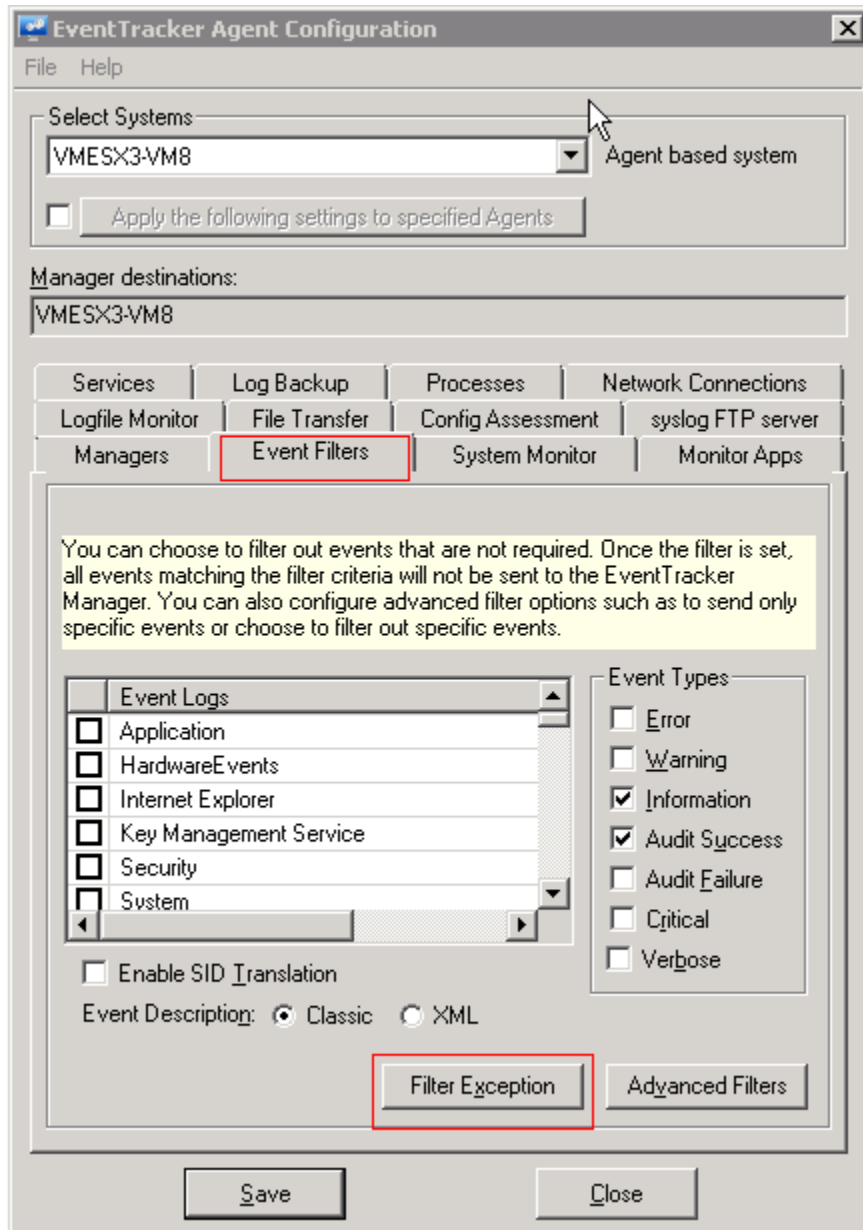 EventTracker Agent Configuration
File Help
Select Systems
VMESX3-VM8
Agent based system
Apply the following settings to specified Agents
Manager destinations:
VMESX3-VM8
Services Log Backup Processes Network Connections
Logfile Monitor File Transfer Config Assessment syslog FTP server
Managers Event Filters System Monitor Monitor Apps
You can choose to filter out events that are not required. Once the filter is set,
all events matching the filter criteria will not be sent to the EventTracker
Manager. You can also configure advanced filter options such as to send only
specific events or choose to filter out specific events.
Event Logs
Application
HardwareEvents
Internet Explorer
Key Management Service
Security
System
Event Types
Error
Warning
Information
Audit Success
Audit Failure
Critical
Verbose
Enable SID Translation
Event Description: Classic XML
Filter Exception Advanced Filters
Save Close